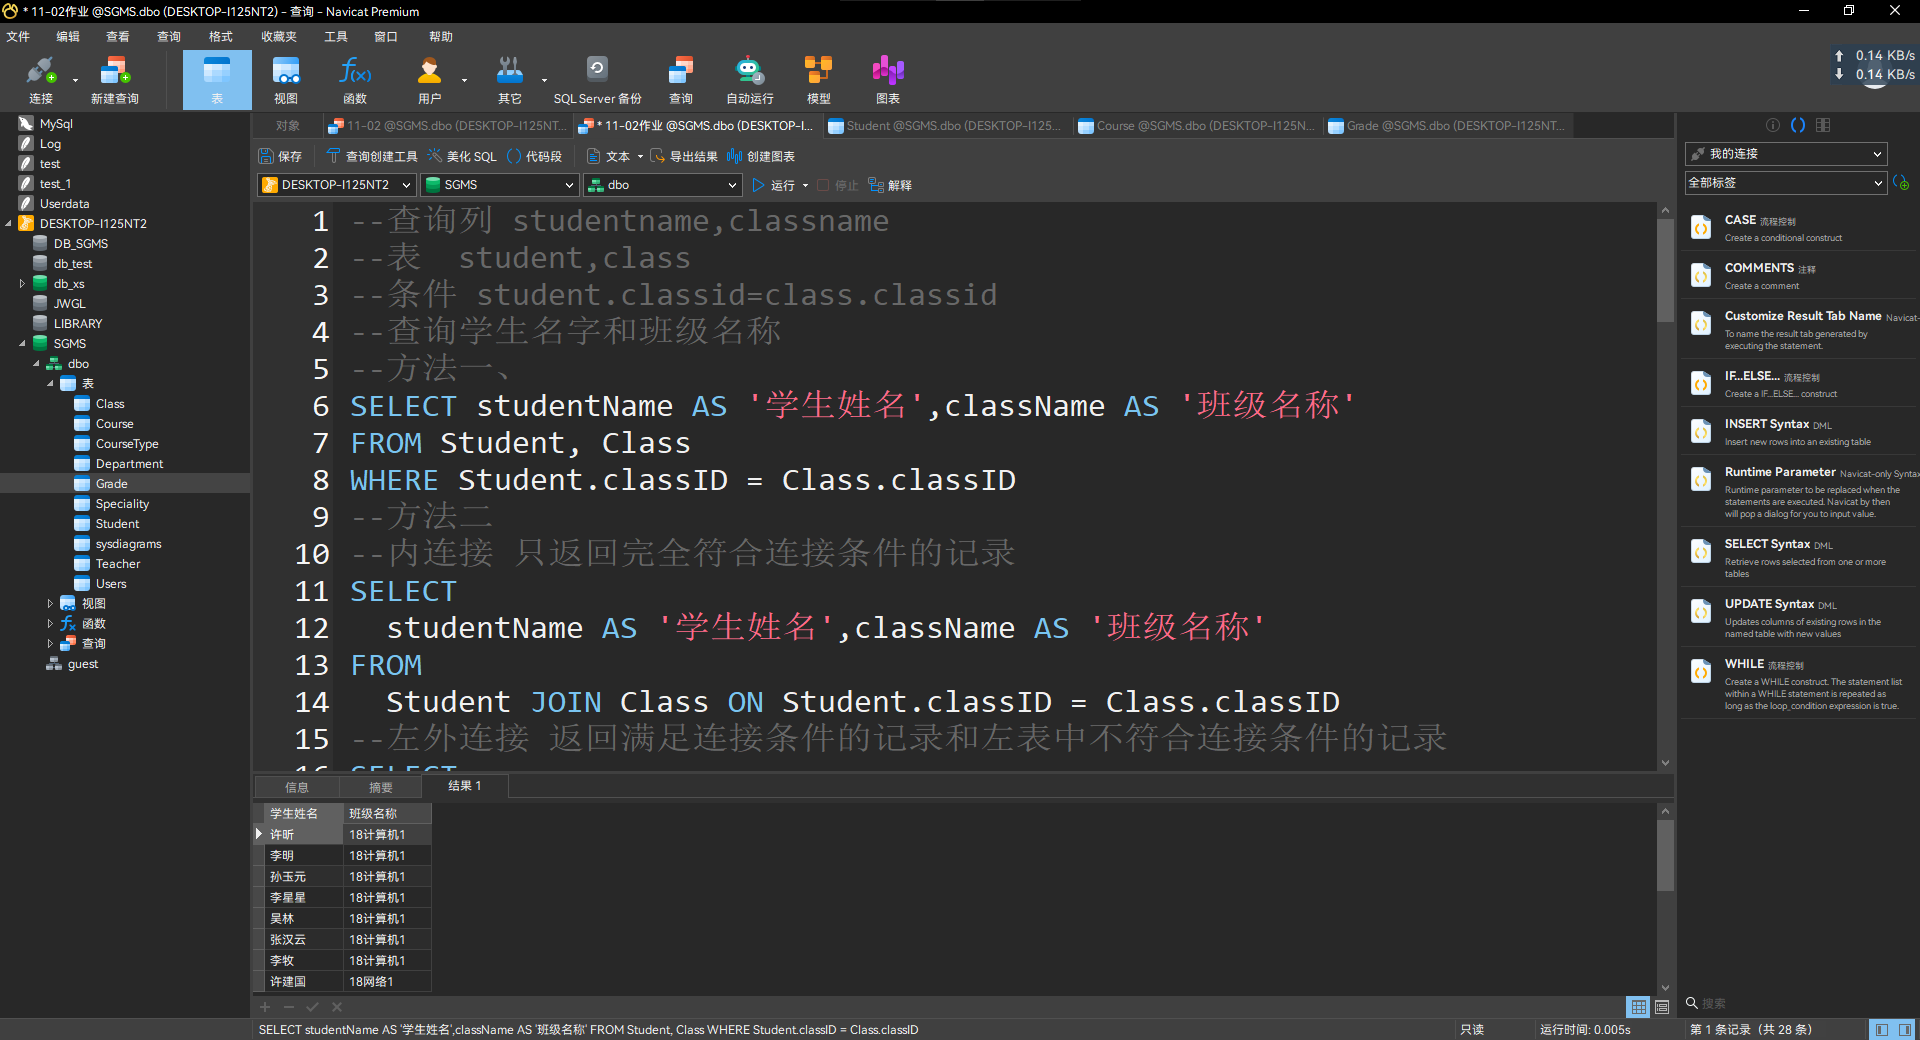 * 11-02作业 @SGMS.dbo (DESKTOP-I125NT2) - 查询 - Navicat Premium
文件 编辑 查看 查询 格式 收藏夹 工具 窗口 帮助
连接 新建查询 表 视图 函数 用户 其它 SQL Server 备份 查询 自动运行 模型 图表
0.14 KB/s
0.14 KB/s
MySql
Log
test
test_1
Userdata
DESKTOP-I125NT2
DB_SGMS
db_test
db_xs
JWGL
LIBRARY
SGMS
dbo
表
Class
Course
CourseType
Department
Grade
Speciality
Student
sysdiagrams
Teacher
Users
视图
函数
查询
guest
对象 11-02 @SGMS.dbo (DESKTOP-I125NT... * 11-02作业 @SGMS.dbo (DESKTOP-I... Student @SGMS.dbo (DESKTOP-I125... Course @SGMS.dbo (DESKTOP-I125N... Grade @SGMS.dbo (DESKTOP-I125NT...
保存 查询创建工具 美化 SQL 代码段 文本 导出结果 创建图表
DESKTOP-I125NT2 SGMS dbo 运行 停止 解释
1 --查询列 studentname,classname
2 --表  student,class
3 --条件 student.classid=class.classid
4 --查询学生名字和班级名称
5 --方法一、
6 SELECT studentName AS '学生姓名',className AS '班级名称'
7 FROM Student, Class
8 WHERE Student.classID = Class.classID
9 --方法二
10 --内连接 只返回完全符合连接条件的记录
11 SELECT
12   studentName AS '学生姓名',className AS '班级名称'
13 FROM
14   Student JOIN Class ON Student.classID = Class.classID
15 --左外连接 返回满足连接条件的记录和左表中不符合连接条件的记录
16 SELECT
信息 摘要 结果 1
学生姓名 班级名称
许昕 18计算机1
李明 18计算机1
孙玉元 18计算机1
李星星 18计算机1
吴林 18计算机1
张汉云 18计算机1
李牧 18计算机1
许建国 18网络1
SELECT studentName AS '学生姓名',className AS '班级名称' FROM Student, Class WHERE Student.classID = Class.classID
只读 运行时间: 0.005s 第 1 条记录（共 28 条）
我的连接
全部标签
CASE 流程控制
Create a conditional construct
COMMENTS 注释
Create a comment
Customize Result Tab Name Navicat-
To name the result tab generated by
executing the statement.
IF...ELSE... 流程控制
Create a IF...ELSE... construct
INSERT Syntax DML
Insert new rows into an existing table
Runtime Parameter Navicat-only Syntax
Runtime parameter to be replaced when the
statements are executed. Navicat by then
will pop a dialog for you to input value.
SELECT Syntax DML
Retrieve rows selected from one or more
tables
UPDATE Syntax DML
Updates columns of existing rows in the
named table with new values
WHILE 流程控制
Create a WHILE construct. The statement list
within a WHILE statement is repeated as
long as the loop_condition expression is true.
搜索